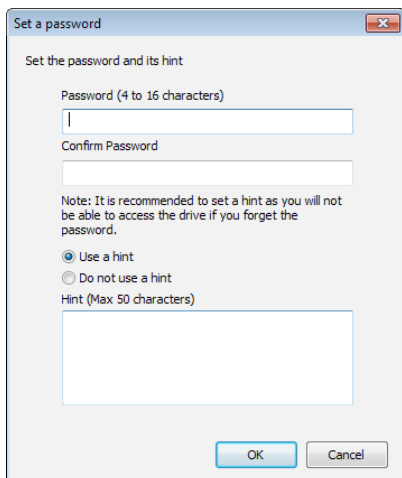 Set a password
Set the password and its hint
Password (4 to 16 characters)
Confirm Password
Note: It is recommended to set a hint as you will not
be able to access the drive if you forget the
password.
Use a hint
Do not use a hint
Hint (Max 50 characters)
OK Cancel